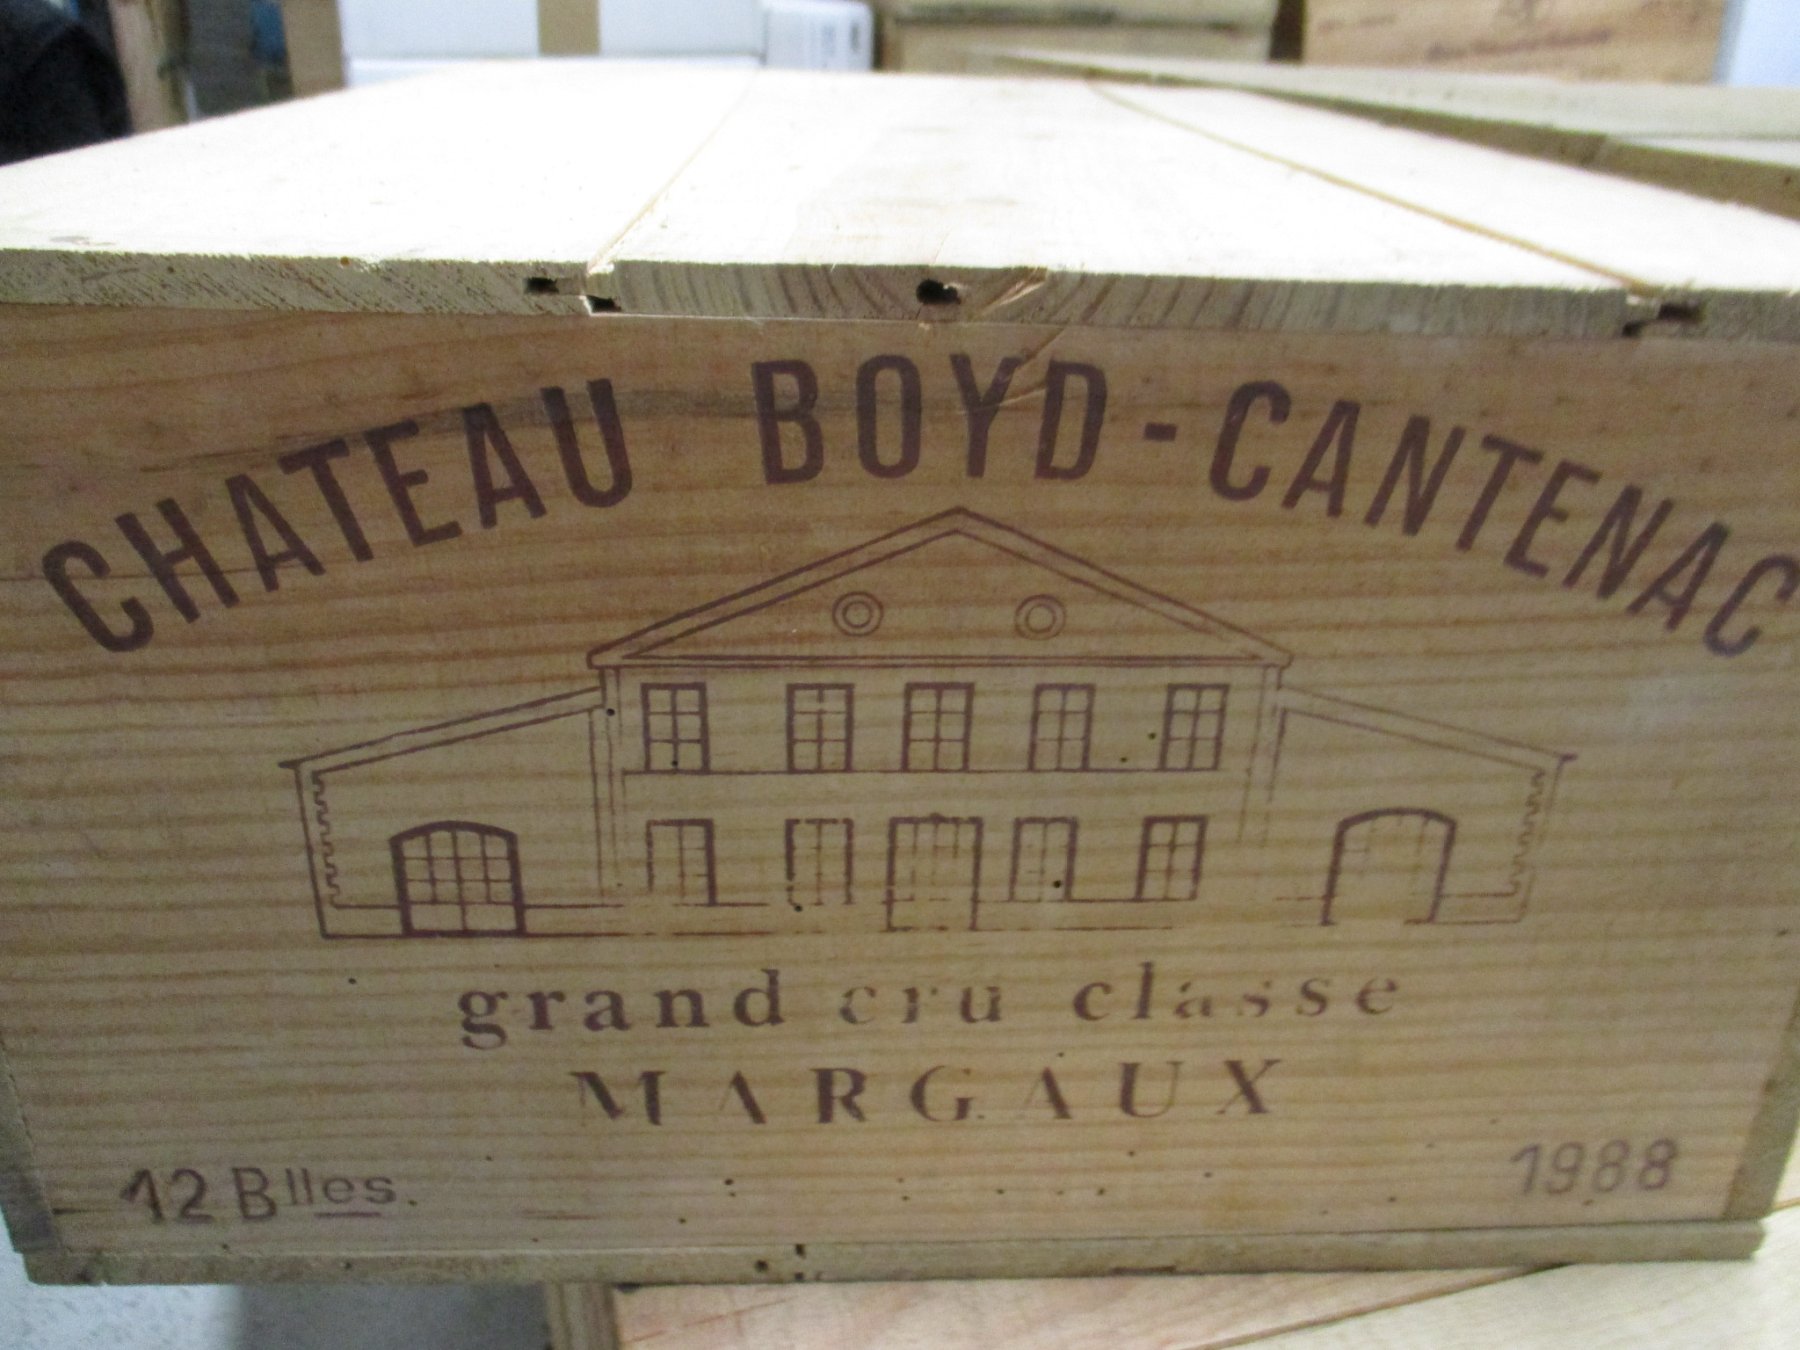 CHATEAU BOYD-CANTENAC
grand cru classe
MARGAUX
12 Blles.
1988